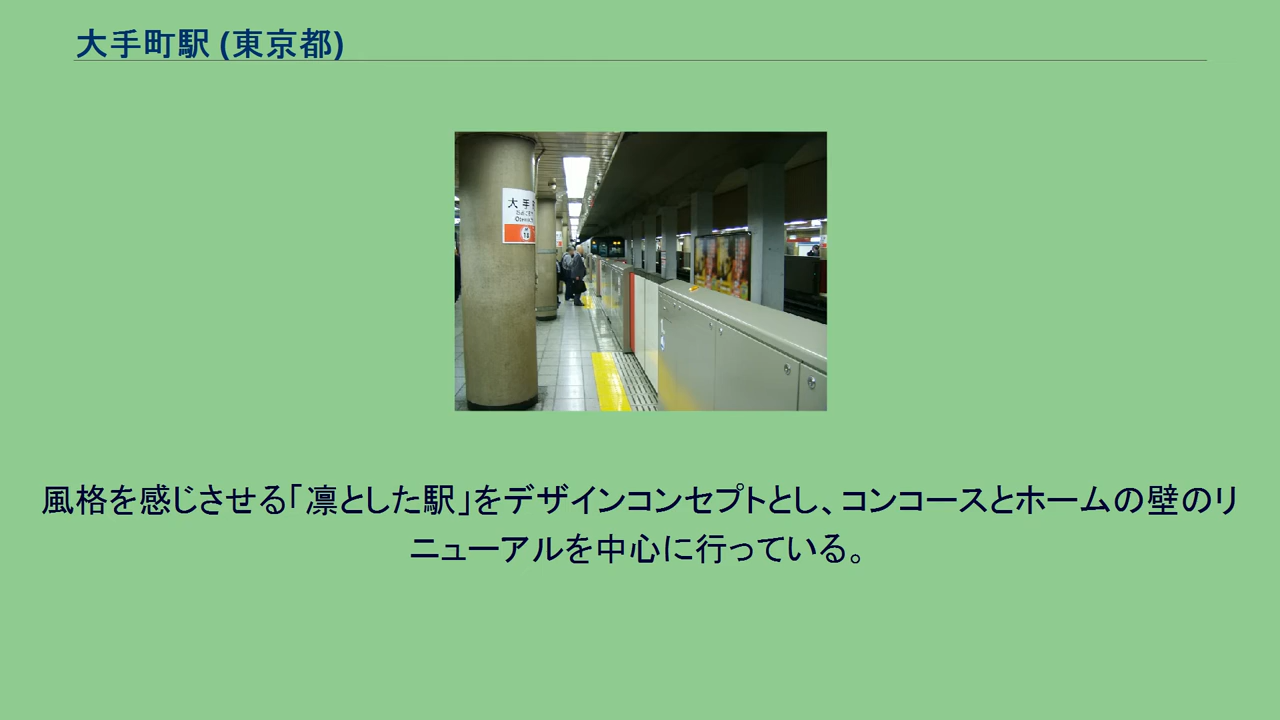 大手町駅 (東京都)
大手
風格を感じさせる「凛とした駅」をデザインコンセプトとし、コンコースとホームの壁のリ
ニューアルを中心に行っている。